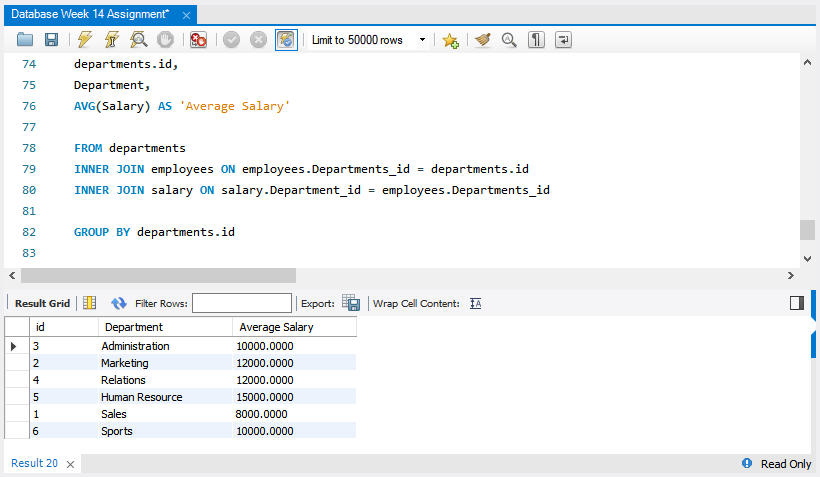 Database Week 14 Assignment*
Limit to 50000 rows
74 departments.id,
75 Department,
76 AVG(Salary) AS 'Average Salary'
77
78 FROM departments
79 INNER JOIN employees ON employees.Departments_id = departments.id
80 INNER JOIN salary ON salary.Department_id = employees.Departments_id
81
82 GROUP BY departments.id
83
Result Grid Filter Rows: Export: Wrap Cell Content: IA
id Department Average Salary
3 Administration 10000.0000
2 Marketing 12000.0000
4 Relations 12000.0000
5 Human Resource 15000.0000
1 Sales 8000.0000
6 Sports 10000.0000
Result 20 Read Only